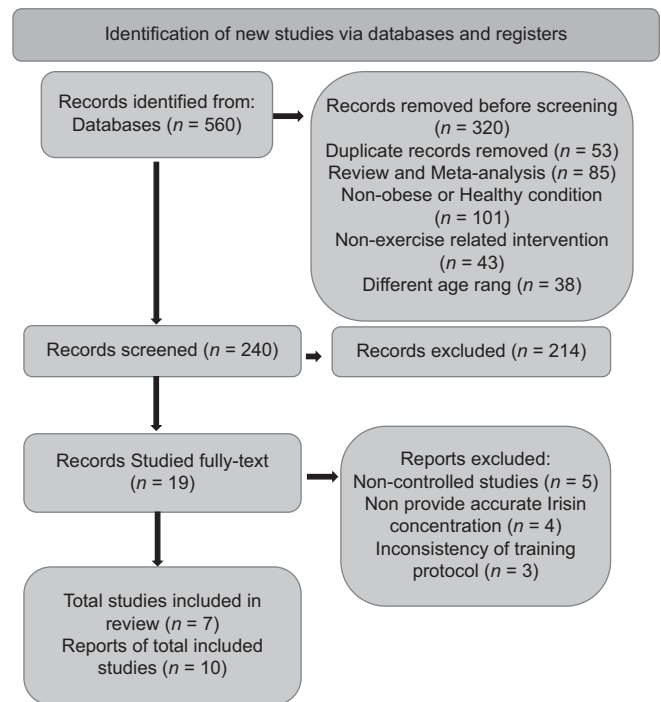 Identification of new studies via databases and registers
Records identified from:
Databases (n = 560)
Records removed before screening
(n = 320)
Duplicate records removed (n = 53)
Review and Meta-analysis (n = 85)
Non-obese or Healthy condition
(n = 101)
Non-exercise related intervention
(n = 43)
Different age rang (n = 38)
Records screened (n = 240)
Records excluded (n = 214)
Records Studied fully-text
(n = 19)
Reports excluded:
Non-controlled studies (n = 5)
Non provide accurate Irisin
concentration (n = 4)
Inconsistency of training
protocol (n = 3)
Total studies included in
review (n = 7)
Reports of total included
studies (n = 10)